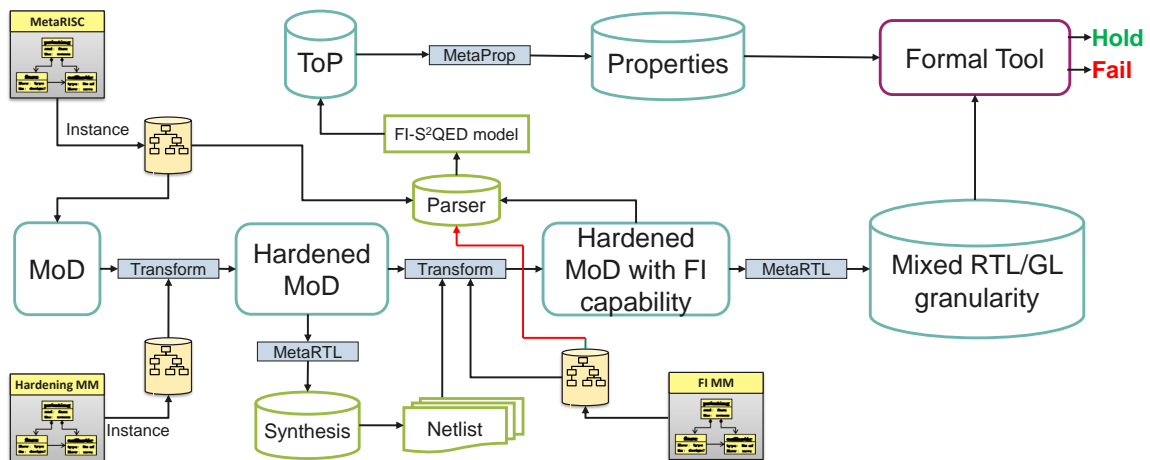 MetaRISC
ToP
MetaProp
Properties
Formal Tool
Hold
Fail
Instance
FI-S²QED model
Parser
MoD
Transform
Hardened
MoD
Transform
Hardened
MoD with FI
capability
MetaRTL
Mixed RTL/GL
granularity
MetaRTL
Hardening MM
Instance
Synthesis
Netlist
FI MM